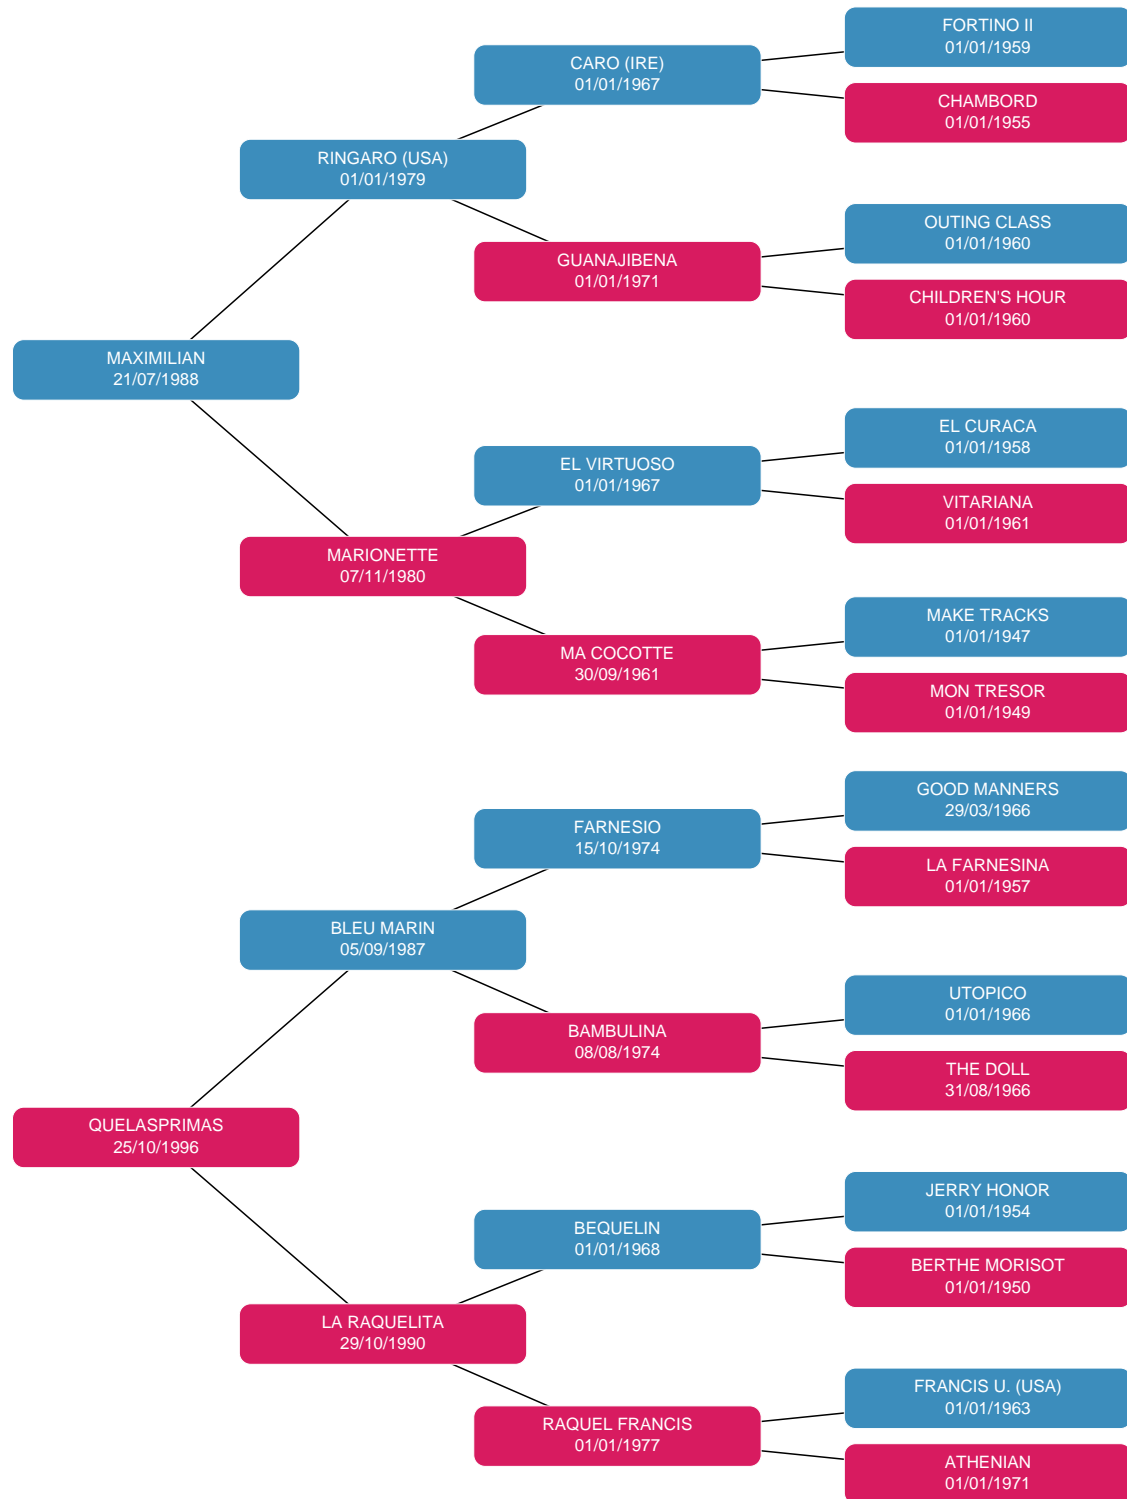 FORTINO II
01/01/1959
CARO (IRE)
01/01/1967
CHAMBORD
01/01/1955
RINGARO (USA)
01/01/1979
OUTING CLASS
01/01/1960
GUANAJIBENA
01/01/1971
CHILDREN'S HOUR
01/01/1960
MAXIMILIAN
21/07/1988
EL CURACA
01/01/1958
EL VIRTUOSO
01/01/1967
VITARIANA
01/01/1961
MARIONETTE
07/11/1980
MAKE TRACKS
01/01/1947
MA COCOTTE
30/09/1961
MON TRESOR
01/01/1949
GOOD MANNERS
29/03/1966
FARNESIO
15/10/1974
LA FARNESINA
01/01/1957
BLEU MARIN
05/09/1987
UTOPICO
01/01/1966
BAMBULINA
08/08/1974
THE DOLL
31/08/1966
QUELASPRIMAS
25/10/1996
JERRY HONOR
01/01/1954
BEQUELIN
01/01/1968
BERTHE MORISOT
01/01/1950
LA RAQUELITA
29/10/1990
FRANCIS U. (USA)
01/01/1963
RAQUEL FRANCIS
01/01/1977
ATHENIAN
01/01/1971